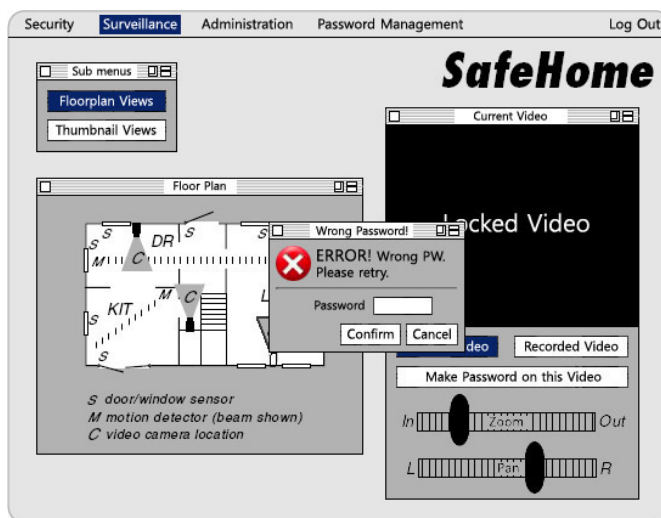 Security Surveillance Administration Password Management Log Out
SafeHome
Sub menus
Floorplan Views
Thumbnail Views
Current Video
Locked Video
Floor Plan
S
S
DR
S
S
M
C
M
C
KIT
L
S
S
Wrong Password!
ERROR! Wrong PW.
Please retry.
Password
Confirm Cancel
Recorded Video
Make Password on this Video
In Zoom Out
L Pan R
S door/window sensor
M motion detector (beam shown)
C video camera location